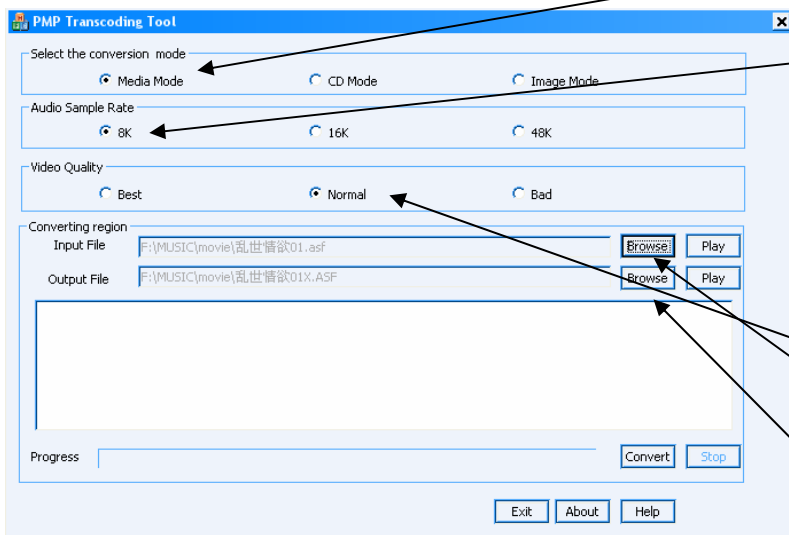 PMP Transcoding Tool
Select the conversion mode
Media Mode CD Mode Image Mode
Audio Sample Rate
8K 16K 48K
Video Quality
Best Normal Bad
Converting region
Input File F:\MUSIC\movie\乱世情欲01.asf Browse Play
Output File F:\MUSIC\movie\乱世情欲01X.ASF Browse Play
Progress Convert Stop
Exit About Help